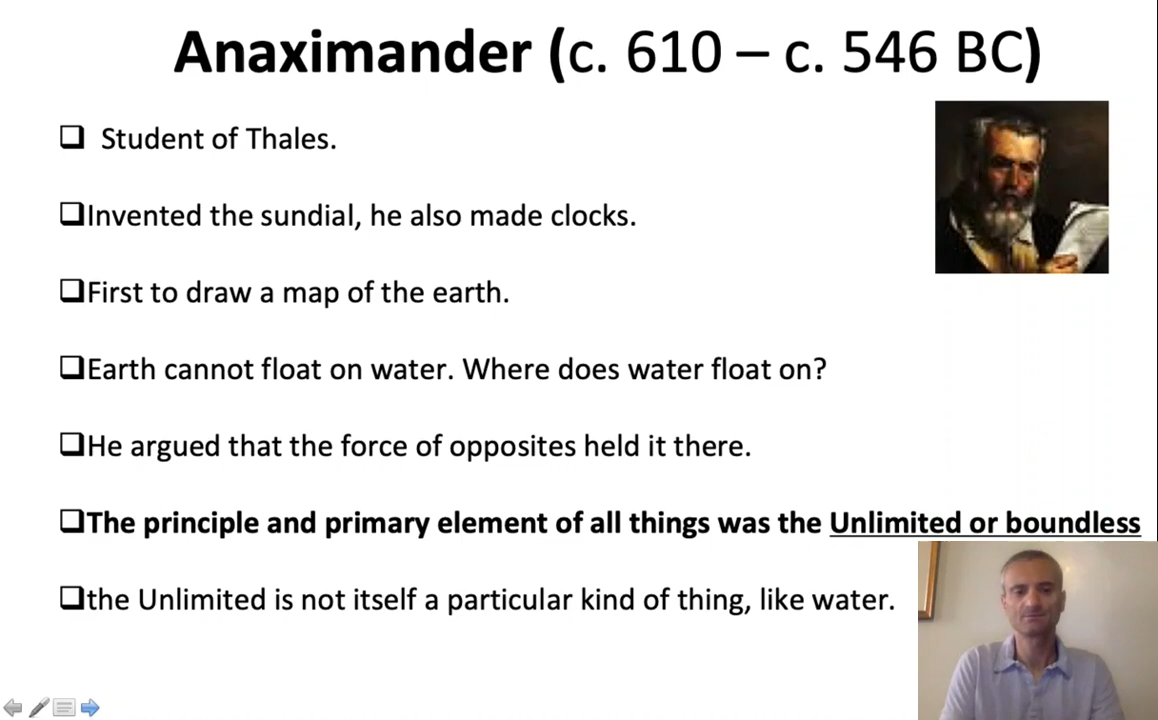 Anaximander (c. 610 – c. 546 BC)
Student of Thales.
Invented the sundial, he also made clocks.
First to draw a map of the earth.
Earth cannot float on water. Where does water float on?
He argued that the force of opposites held it there.
The principle and primary element of all things was the Unlimited or boundless
the Unlimited is not itself a particular kind of thing, like water.